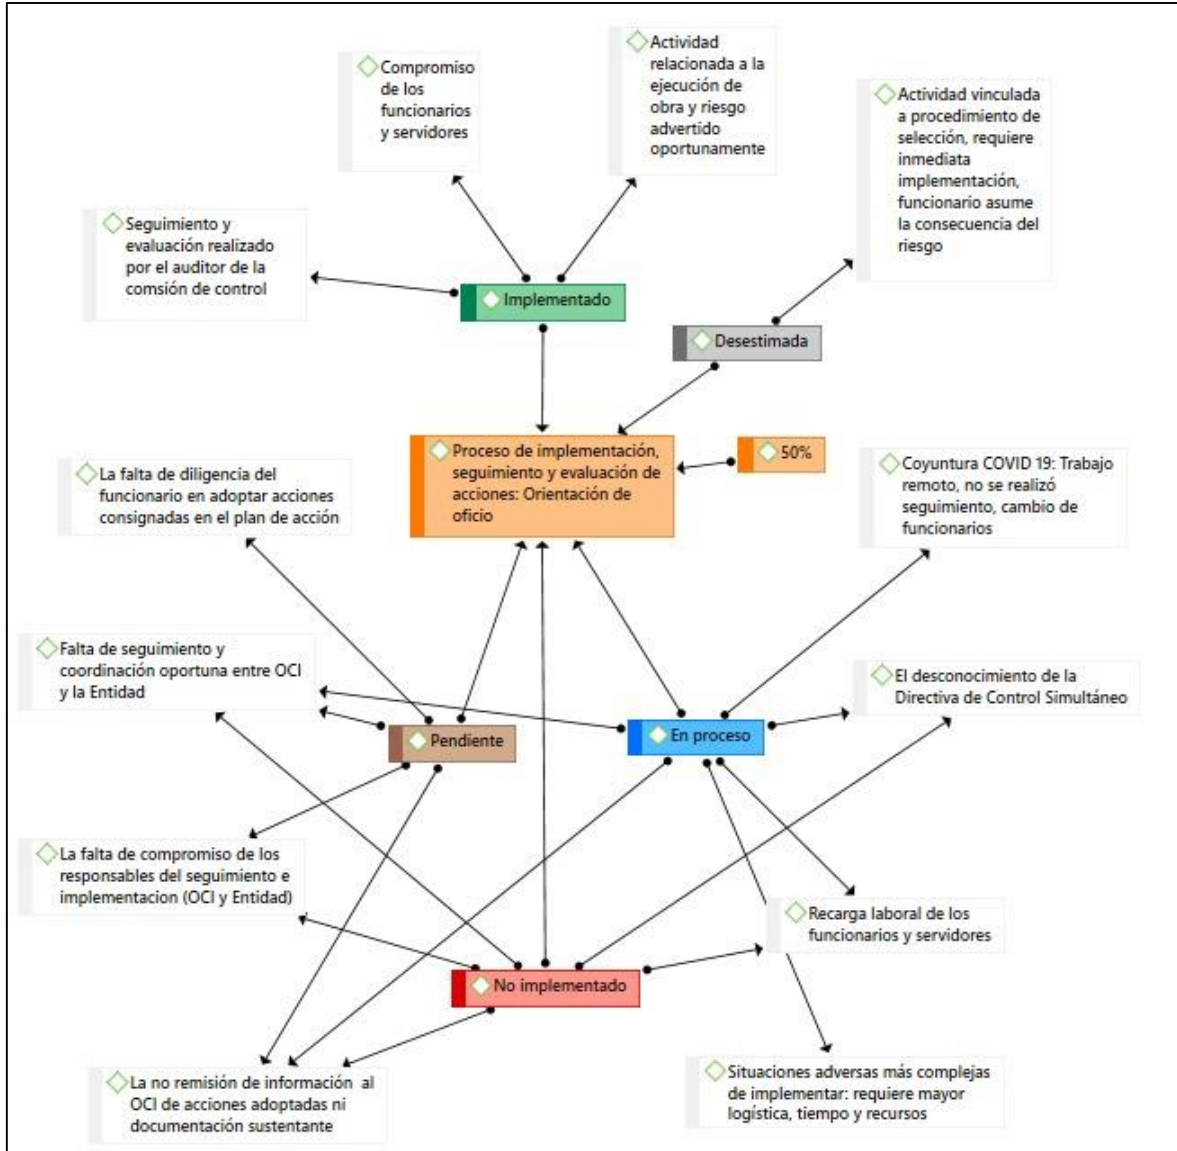 Compromiso
de los
funcionarios
y servidores
Actividad
relacionada a la
ejecución de
obra y riesgo
advertido
oportunamente
Actividad vinculada
a procedimiento de
selección, requiere
inmediata
implementación,
funcionario asume
la consecuencia del
riesgo
Seguimiento y
evaluación realizado
por el auditor de la
comsión de control
Implementado
Desestimada
Proceso de implementación,
seguimiento y evaluación de
acciones: Orientación de
oficio
50%
La falta de diligencia del
funcionario en adoptar acciones
consignadas en el plan de acción
Coyuntura COVID 19: Trabajo
remoto, no se realizó
seguimiento, cambio de
funcionarios
Falta de seguimiento y
coordinación oportuna entre OCI
y la Entidad
El desconocimiento de la
Directiva de Control Simultáneo
Pendiente
En proceso
La falta de compromiso de los
responsables del seguimiento e
implementacion (OCI y Entidad)
Recarga laboral de los
funcionarios y servidores
No implementado
La no remisión de información al
OCI de acciones adoptadas ni
documentación sustentante
Situaciones adversas más complejas
de implementar: requiere mayor
logística, tiempo y recursos